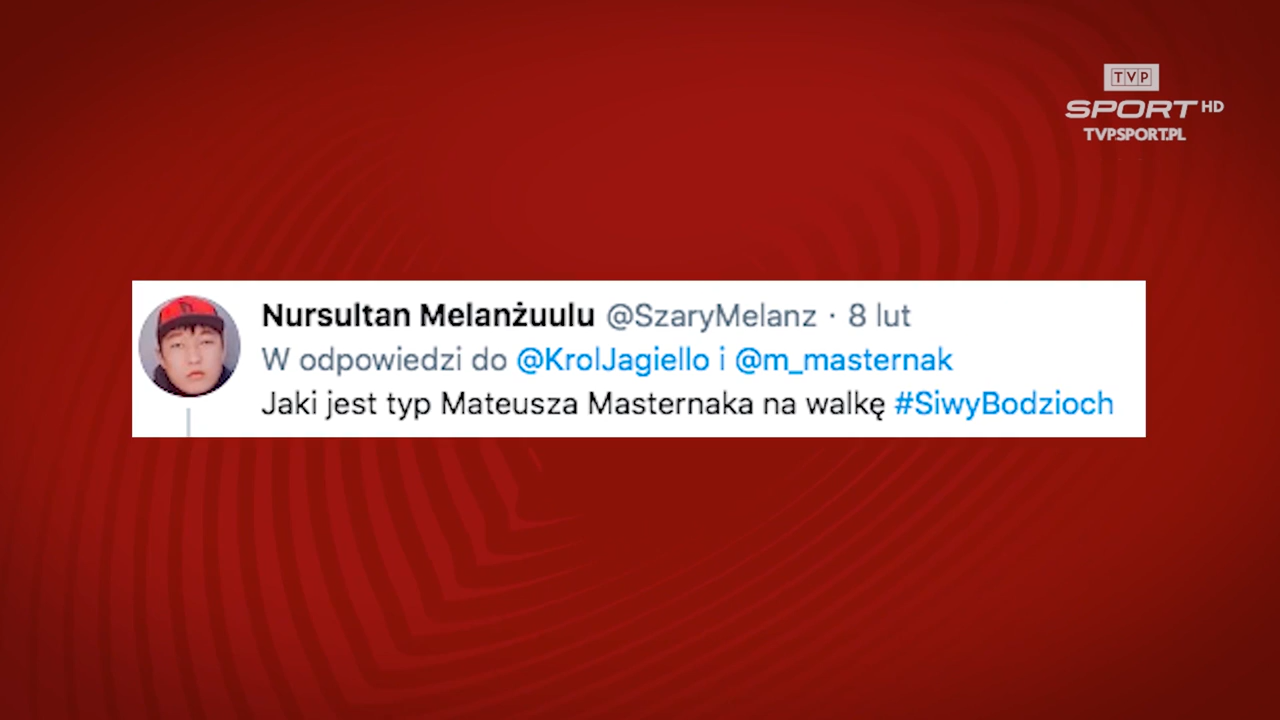 TVP
SPORT HD
TVPSPORT.PL
Nursultan Melanżuulu @SzaryMelanz · 8 lut
W odpowiedzi do @KrolJagiello i @m_masternak
Jaki jest typ Mateusza Masternaka na walkę #SiwyBodzioch